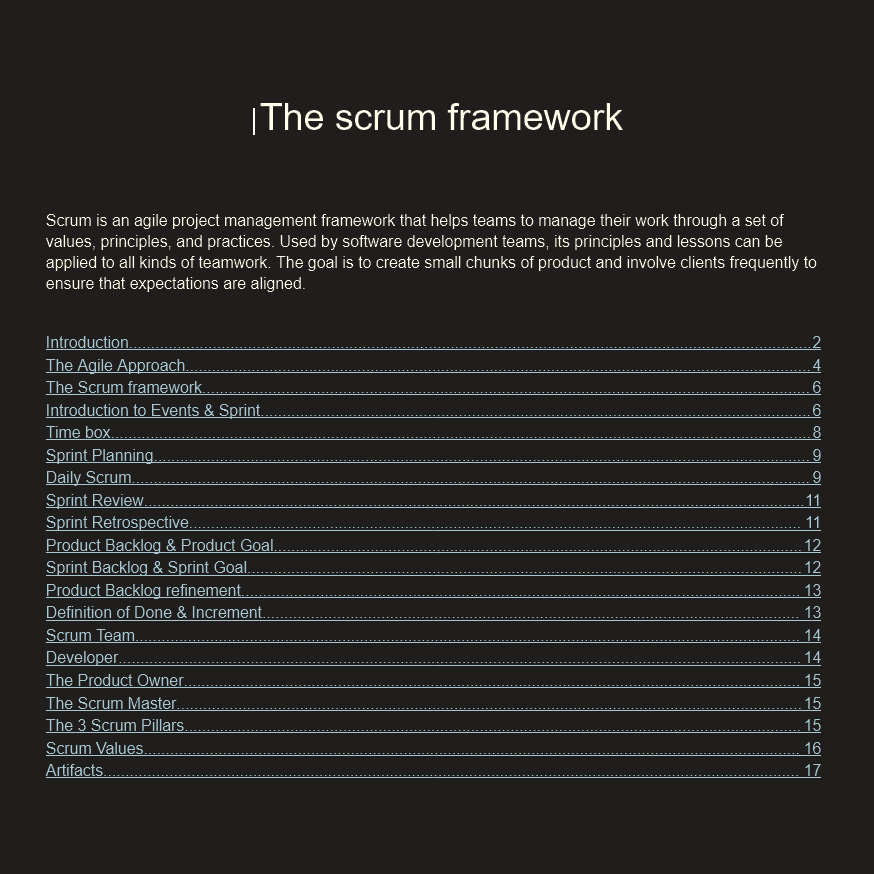 The scrum framework
Scrum is an agile project management framework that helps teams to manage their work through a set of
values, principles, and practices. Used by software development teams, its principles and lessons can be
applied to all kinds of teamwork. The goal is to create small chunks of product and involve clients frequently to
ensure that expectations are aligned.
Introduction 2
The Agile Approach 4
The Scrum framework 6
Introduction to Events & Sprint 6
Time box 8
Sprint Planning 9
Daily Scrum 9
Sprint Review 11
Sprint Retrospective 11
Product Backlog & Product Goal 12
Sprint Backlog & Sprint Goal 12
Product Backlog refinement 13
Definition of Done & Increment 13
Scrum Team 14
Developer 14
The Product Owner 15
The Scrum Master 15
The 3 Scrum Pillars 15
Scrum Values 16
Artifacts 17